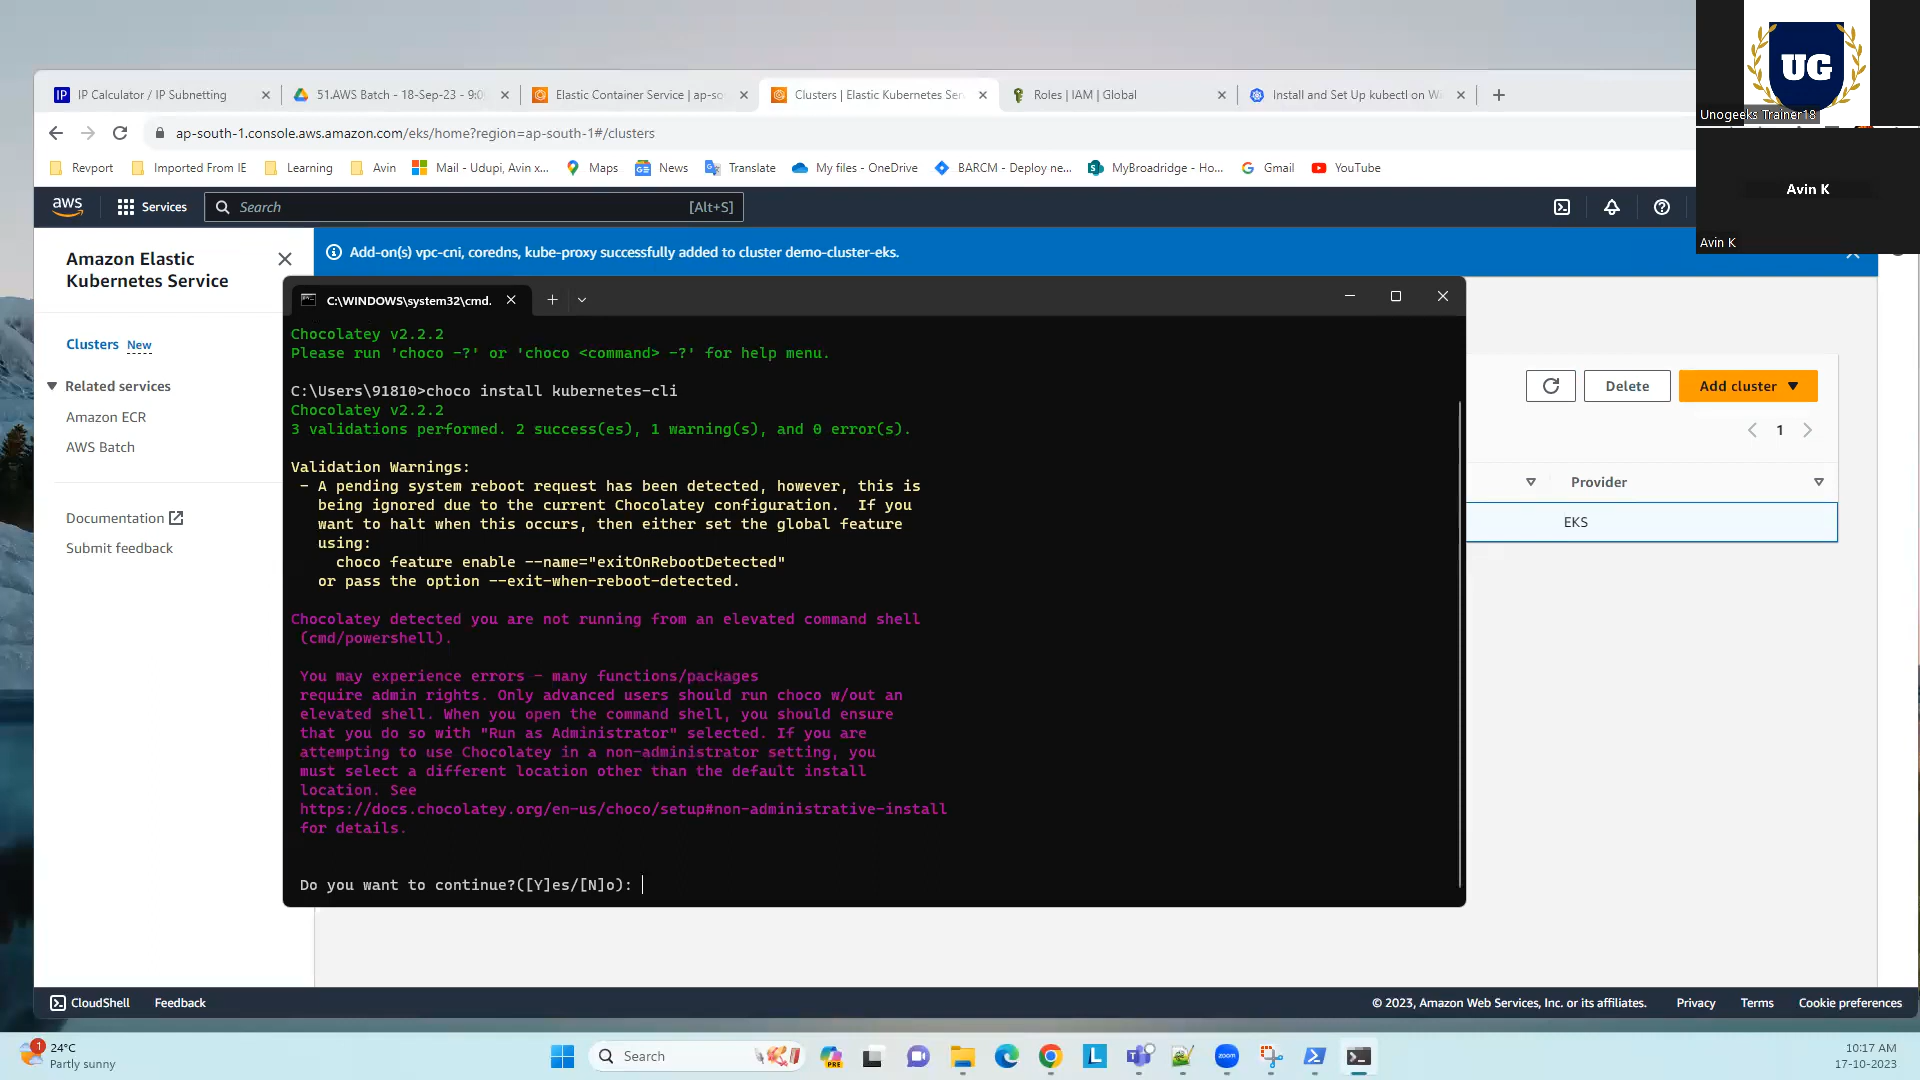 IP Calculator / IP Subnetting
51.AWS Batch - 18-Sep-23 - 9:0
Elastic Container Service | ap-so
Clusters | Elastic Kubernetes Ser
Roles | IAM | Global
Install and Set Up kubectl on W
ap-south-1.console.aws.amazon.com/eks/home?region=ap-south-1#/clusters
Revport
Imported From IE
Learning
Avin
Mail - Udupi, Avin x...
Maps
News
Translate
My files - OneDrive
BARCM - Deploy ne...
MyBroadridge - Ho...
Gmail
YouTube
UG
Unogeeks Trainer18
Avin K
Avin K
aws
Services
Search
[Alt+S]
Amazon Elastic
Kubernetes Service
Clusters New
Related services
Amazon ECR
AWS Batch
Documentation
Submit feedback
Add-on(s) vpc-cni, coredns, kube-proxy successfully added to cluster demo-cluster-eks.
Delete
Add cluster
1
Provider
EKS
C:\WINDOWS\system32\cmd.
Chocolatey v2.2.2
Please run 'choco -?' or 'choco <command> -?' for help menu.
C:\Users\91810>choco install kubernetes-cli
Chocolatey v2.2.2
3 validations performed. 2 success(es), 1 warning(s), and 0 error(s).
Validation Warnings:
- A pending system reboot request has been detected, however, this is
being ignored due to the current Chocolatey configuration. If you
want to halt when this occurs, then either set the global feature
using:
choco feature enable --name="exitOnRebootDetected"
or pass the option --exit-when-reboot-detected.
Chocolatey detected you are not running from an elevated command shell
(cmd/powershell).
You may experience errors - many functions/packages
require admin rights. Only advanced users should run choco w/out an
elevated shell. When you open the command shell, you should ensure
that you do so with "Run as Administrator" selected. If you are
attempting to use Chocolatey in a non-administrator setting, you
must select a different location other than the default install
location. See
https://docs.chocolatey.org/en-us/choco/setup#non-administrative-install
for details.
Do you want to continue?([Y]es/[N]o):
CloudShell
Feedback
© 2023, Amazon Web Services, Inc. or its affiliates.
Privacy
Terms
Cookie preferences
1
24°C
Partly sunny
Search
PRE
L
zoom
10:17 AM
17-10-2023